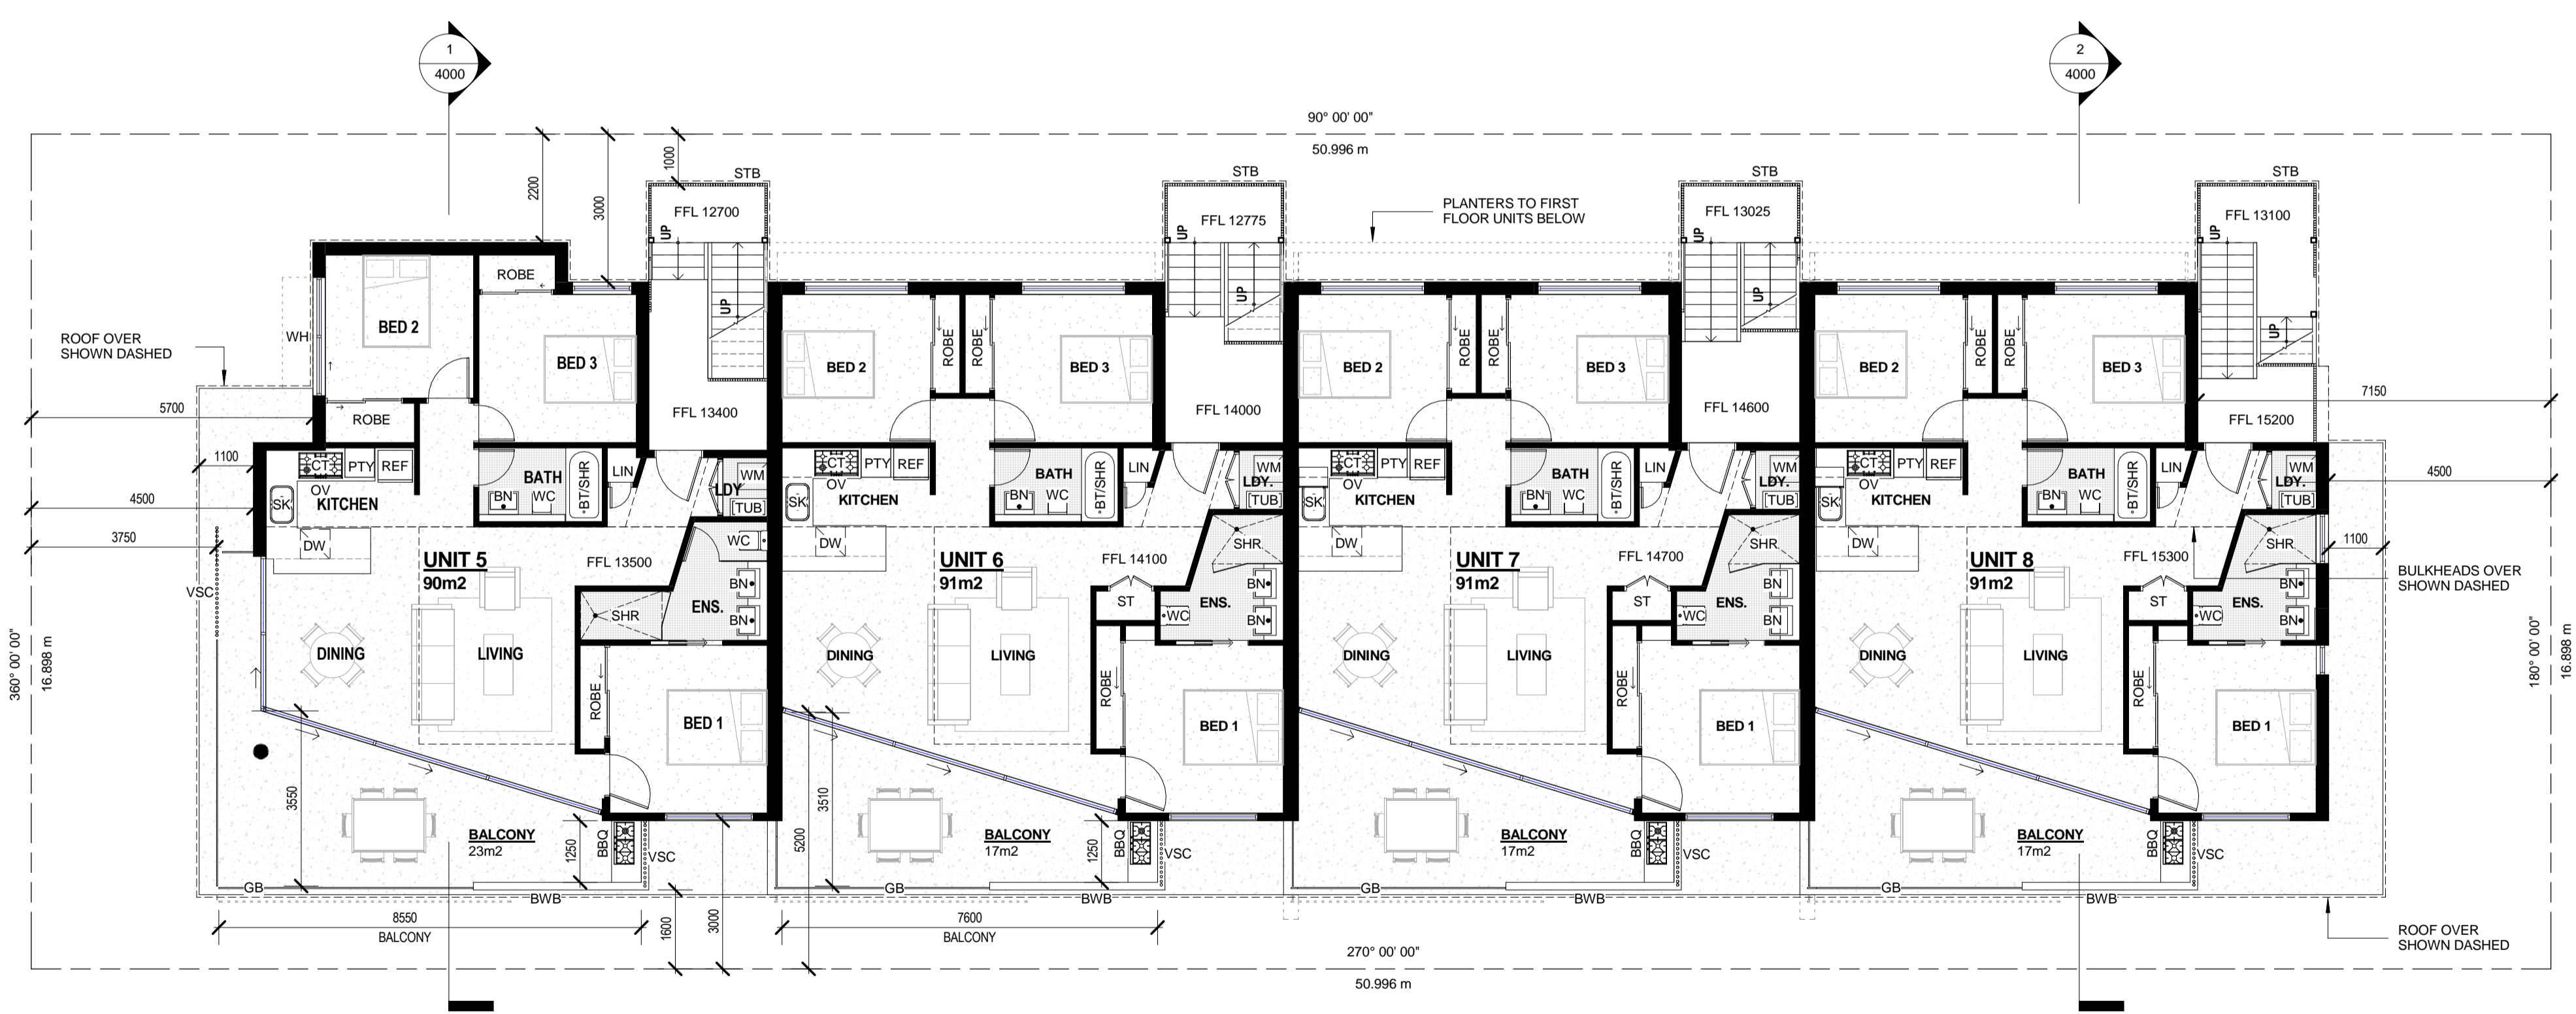 1
4000
2
4000
90° 00' 00"
50.996 m
2200
3000
1000
STB
STB
STB
STB
FFL 12700
FFL 12775
FFL 13025
FFL 13100
PLANTERS TO FIRST
FLOOR UNITS BELOW
UP
UP
UP
UP
UP
UP
UP
UP
ROOF OVER
SHOWN DASHED
WH
5700
1100
4500
3750
VSC
360° 00' 00"
16.898 m
BED 2
ROBE
BED 3
ROBE
FFL 13400
KITCHEN
CT
PTY
REF
OV
SK
DW
BATH
BN
WC
BT/SHR
LIN
LDY
WM
TUB
UNIT 5
90m2
FFL 13500
WC
BN
BN
ENS.
SHR
DINING
LIVING
ROBE
BED 1
3550
BALCONY
23m2
1250
BBQ
VSC
GB
BWB
8550
BALCONY
1600
3000
BED 2
ROBE
ROBE
BED 3
FFL 14000
CT
PTY
REF
OV
KITCHEN
SK
DW
BATH
BN
WC
BT/SHR
LIN
WM
LDY.
TUB
UNIT 6
91m2
FFL 14100
SHR
ST
ENS.
WC
BN
BN
DINING
LIVING
ROBE
BED 1
5200
3510
BALCONY
17m2
1250
BBQ
VSC
GB
BWB
7600
BALCONY
BED 2
ROBE
ROBE
BED 3
FFL 14600
CT
PTY
REF
OV
KITCHEN
SK
DW
BATH
BN
WC
BT/SHR
LIN
WM
LDY.
TUB
UNIT 7
91m2
FFL 14700
SHR
ST
ENS.
WC
BN
BN
DINING
LIVING
ROBE
BED 1
BALCONY
17m2
BBQ
VSC
GB
BWB
BED 2
ROBE
ROBE
BED 3
FFL 15200
CT
PTY
REF
OV
KITCHEN
SK
DW
BATH
BN
WC
BT/SHR
LIN
WM
LDY.
TUB
UNIT 8
91m2
FFL 15300
SHR
ST
ENS.
WC
BN
BN
DINING
LIVING
ROBE
BED 1
BALCONY
17m2
BBQ
VSC
GB
BWB
7150
4500
1100
BULKHEADS OVER
SHOWN DASHED
180° 00' 00"
16.898 m
ROOF OVER
SHOWN DASHED
270° 00' 00"
50.996 m